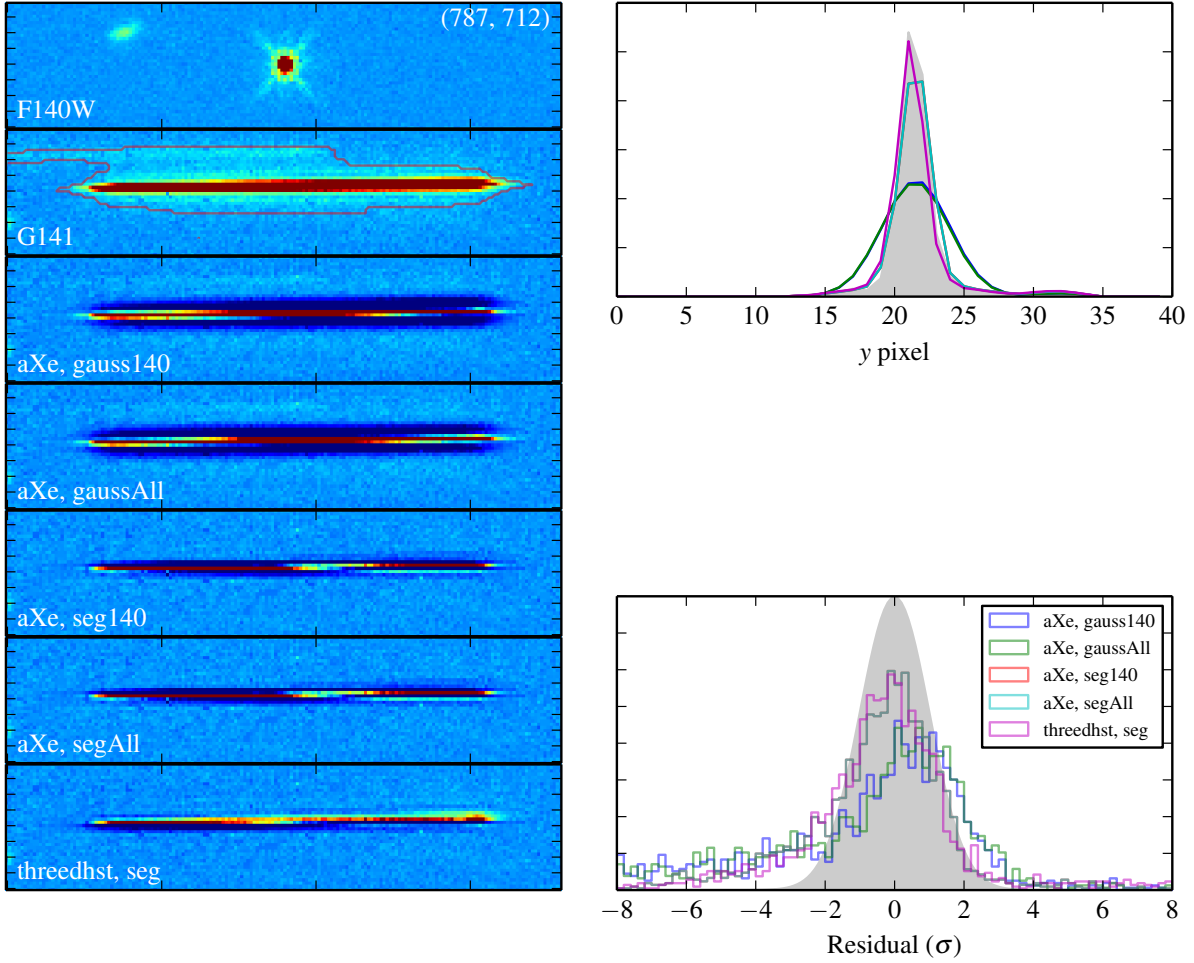 (787, 712)
F140W
G141
aXe, gauss140
aXe, gaussAll
aXe, seg140
aXe, segAll
threedhst, seg
0 5 10 15 20 25 30 35 40
y pixel
aXe, gauss140
aXe, gaussAll
aXe, seg140
aXe, segAll
threedhst, seg
−8 −6 −4 −2 0 2 4 6 8
Residual (σ)